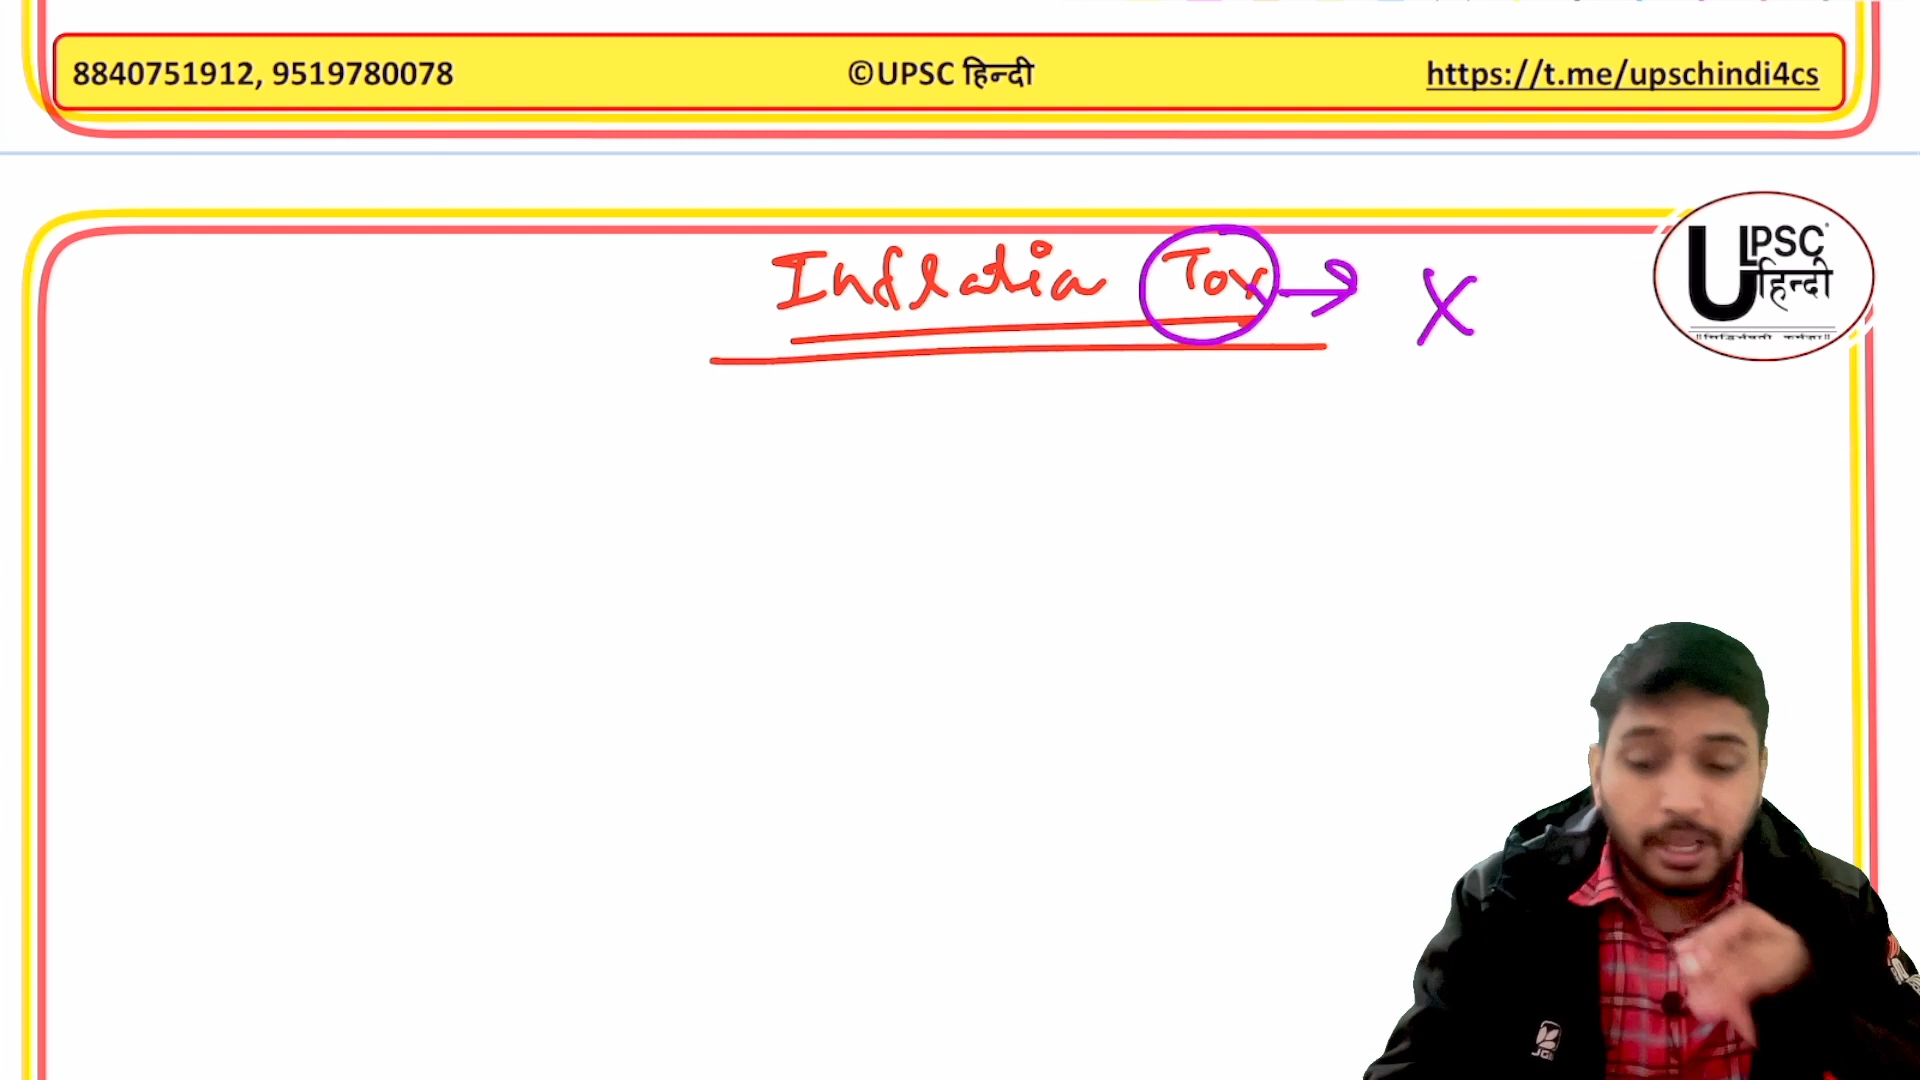 8840751912, 9519780078 ©UPSC हिन्दी https://t.me/upschindi4cs
Inflation Tax → X
UPSC
हिन्दी